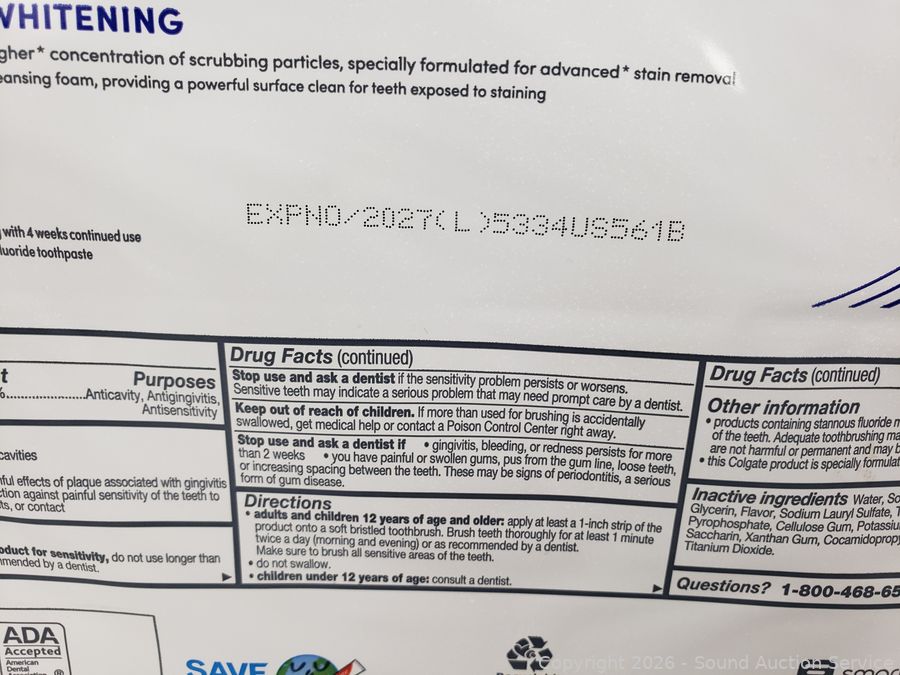 WHITENING
gher* concentration of scrubbing particles, specially formulated for advanced* stain removal
eansing foam, providing a powerful surface clean for teeth exposed to staining
EXPNO/2027(L)5334US561B
with 4 weeks continued use
luoride toothpaste
t Purposes
%......................Anticavity, Antigingivitis,
Antisensitivity
cavities
ful effects of plaque associated with gingivitis
ction against painful sensitivity of the teeth to
ts, or contact
oduct for sensitivity, do not use longer than
mmended by a dentist.
Drug Facts (continued)
Stop use and ask a dentist if the sensitivity problem persists or worsens.
Sensitive teeth may indicate a serious problem that may need prompt care by a dentist.
Keep out of reach of children. If more than used for brushing is accidentally
swallowed, get medical help or contact a Poison Control Center right away.
Stop use and ask a dentist if • gingivitis, bleeding, or redness persists for more
than 2 weeks • you have painful or swollen gums, pus from the gum line, loose teeth,
or increasing spacing between the teeth. These may be signs of periodontitis, a serious
form of gum disease.
Directions
• adults and children 12 years of age and older: apply at least a 1-inch strip of the
product onto a soft bristled toothbrush. Brush teeth thoroughly for at least 1 minute
twice a day (morning and evening) or as recommended by a dentist.
Make sure to brush all sensitive areas of the teeth.
• do not swallow.
• children under 12 years of age: consult a dentist.
Drug Facts (continued)
Other information
• products containing stannous fluoride m
of the teeth. Adequate toothbrushing ma
are not harmful or permanent and may b
• this Colgate product is specially formulat
Inactive ingredients Water, So
Glycerin, Flavor, Sodium Lauryl Sulfate, T
Pyrophosphate, Cellulose Gum, Potassiu
Saccharin, Xanthan Gum, Cocamidopropy
Titanium Dioxide.
Questions? 1-800-468-65
ADA
Accepted
American
Dental
SAVE
Copyright 2026 - Sound Auction Service